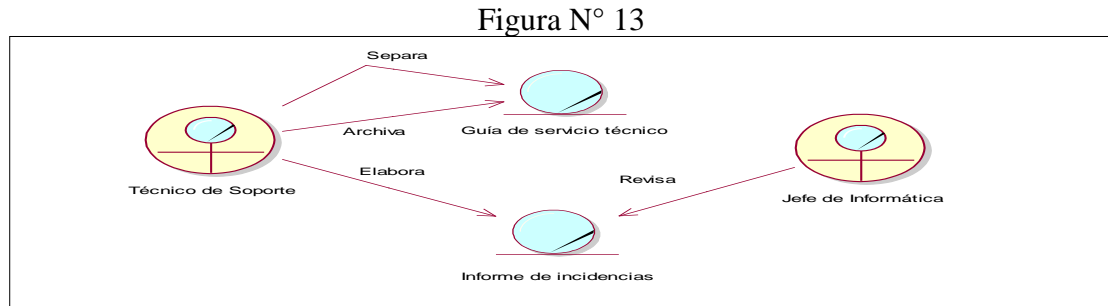 Figura N° 13
Separa
Archiva
Guía de servicio técnico
Elabora
Revisa
Técnico de Soporte
Jefe de Informática
Informe de incidencias